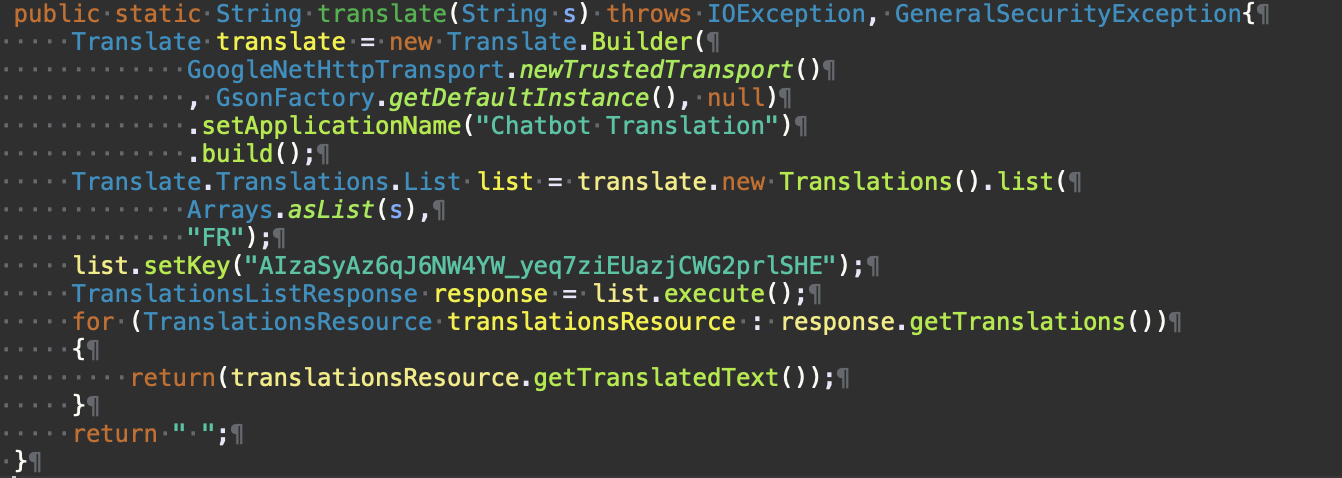 public static String translate(String s) throws IOException, GeneralSecurityException{
Translate translate = new Translate.Builder(
GoogleNetHttpTransport.newTrustedTransport()
, GsonFactory.getDefaultInstance(), null)
.setApplicationName("Chatbot Translation")
.build();
Translate.Translations.List list = translate.new Translations().list(
Arrays.asList(s),
"FR");
list.setKey("AIzaSyAz6qJ6NW4YW_yeq7ziEUazjCWG2prlSHE");
TranslationsListResponse response = list.execute();
for (TranslationsResource translationsResource : response.getTranslations())
{
return(translationsResource.getTranslatedText());
}
return " ";
}